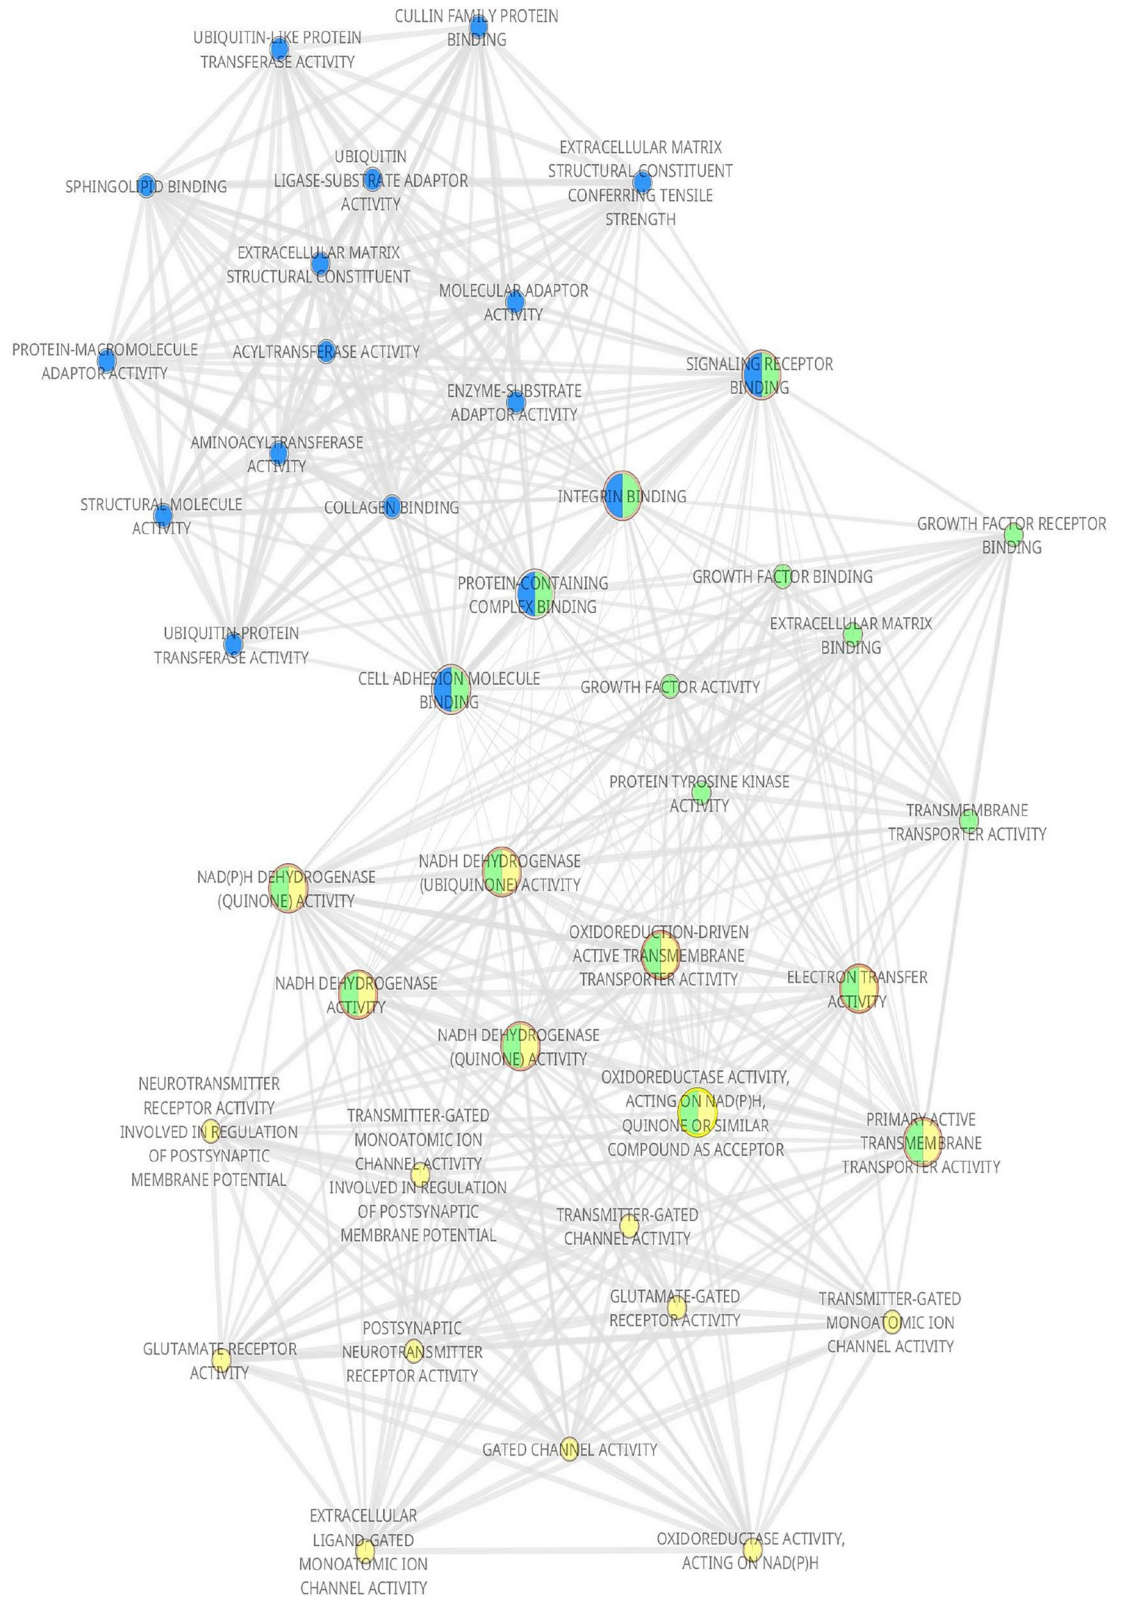 CULLIN FAMILY PROTEIN
BINDING
UBIQUITIN-LIKE PROTEIN
TRANSFERASE ACTIVITY
EXTRACELLULAR MATRIX
STRUCTURAL CONSTITUENT
CONFERRING TENSILE
STRENGTH
UBIQUITIN
LIGASE-SUBSTRATE ADAPTOR
ACTIVITY
SPHINGOLIPID BINDING
EXTRACELLULAR MATRIX
STRUCTURAL CONSTITUENT
MOLECULAR ADAPTOR
ACTIVITY
PROTEIN-MACROMOLECULE
ADAPTOR ACTIVITY
ACYLTRANSFERASE ACTIVITY
SIGNALING RECEPTOR
BINDING
ENZYME-SUBSTRATE
ADAPTOR ACTIVITY
AMINOACYLTRANSFERASE
ACTIVITY
STRUCTURAL MOLECULE
ACTIVITY
COLLAGEN BINDING
INTEGRIN BINDING
GROWTH FACTOR RECEPTOR
BINDING
PROTEIN-CONTAINING
COMPLEX BINDING
GROWTH FACTOR BINDING
EXTRACELLULAR MATRIX
BINDING
UBIQUITIN-PROTEIN
TRANSFERASE ACTIVITY
CELL ADHESION MOLECULE
BINDING
GROWTH FACTOR ACTIVITY
PROTEIN TYROSINE KINASE
ACTIVITY
TRANSMEMBRANE
TRANSPORTER ACTIVITY
NAD(P)H DEHYDROGENASE
(QUINONE) ACTIVITY
NADH DEHYDROGENASE
(UBIQUINONE) ACTIVITY
OXIDOREDUCTION-DRIVEN
ACTIVE TRANSMEMBRANE
TRANSPORTER ACTIVITY
NADH DEHYDROGENASE
ACTIVITY
ELECTRON TRANSFER
ACTIVITY
NADH DEHYDROGENASE
(QUINONE) ACTIVITY
OXIDOREDUCTASE ACTIVITY,
ACTING ON NAD(P)H,
QUINONE OR SIMILAR
COMPOUND AS ACCEPTOR
NEUROTRANSMITTER
RECEPTOR ACTIVITY
INVOLVED IN REGULATION
OF POSTSYNAPTIC
MEMBRANE POTENTIAL
TRANSMITTER-GATED
MONOATOMIC ION
CHANNEL ACTIVITY
INVOLVED IN REGULATION
OF POSTSYNAPTIC
MEMBRANE POTENTIAL
PRIMARY ACTIVE
TRANSMEMBRANE
TRANSPORTER ACTIVITY
TRANSMITTER-GATED
CHANNEL ACTIVITY
GLUTAMATE-GATED
RECEPTOR ACTIVITY
TRANSMITTER-GATED
MONOATOMIC ION
CHANNEL ACTIVITY
GLUTAMATE RECEPTOR
ACTIVITY
POSTSYNAPTIC
NEUROTRANSMITTER
RECEPTOR ACTIVITY
GATED CHANNEL ACTIVITY
EXTRACELLULAR
LIGAND-GATED
MONOATOMIC ION
CHANNEL ACTIVITY
OXIDOREDUCTASE ACTIVITY,
ACTING ON NAD(P)H